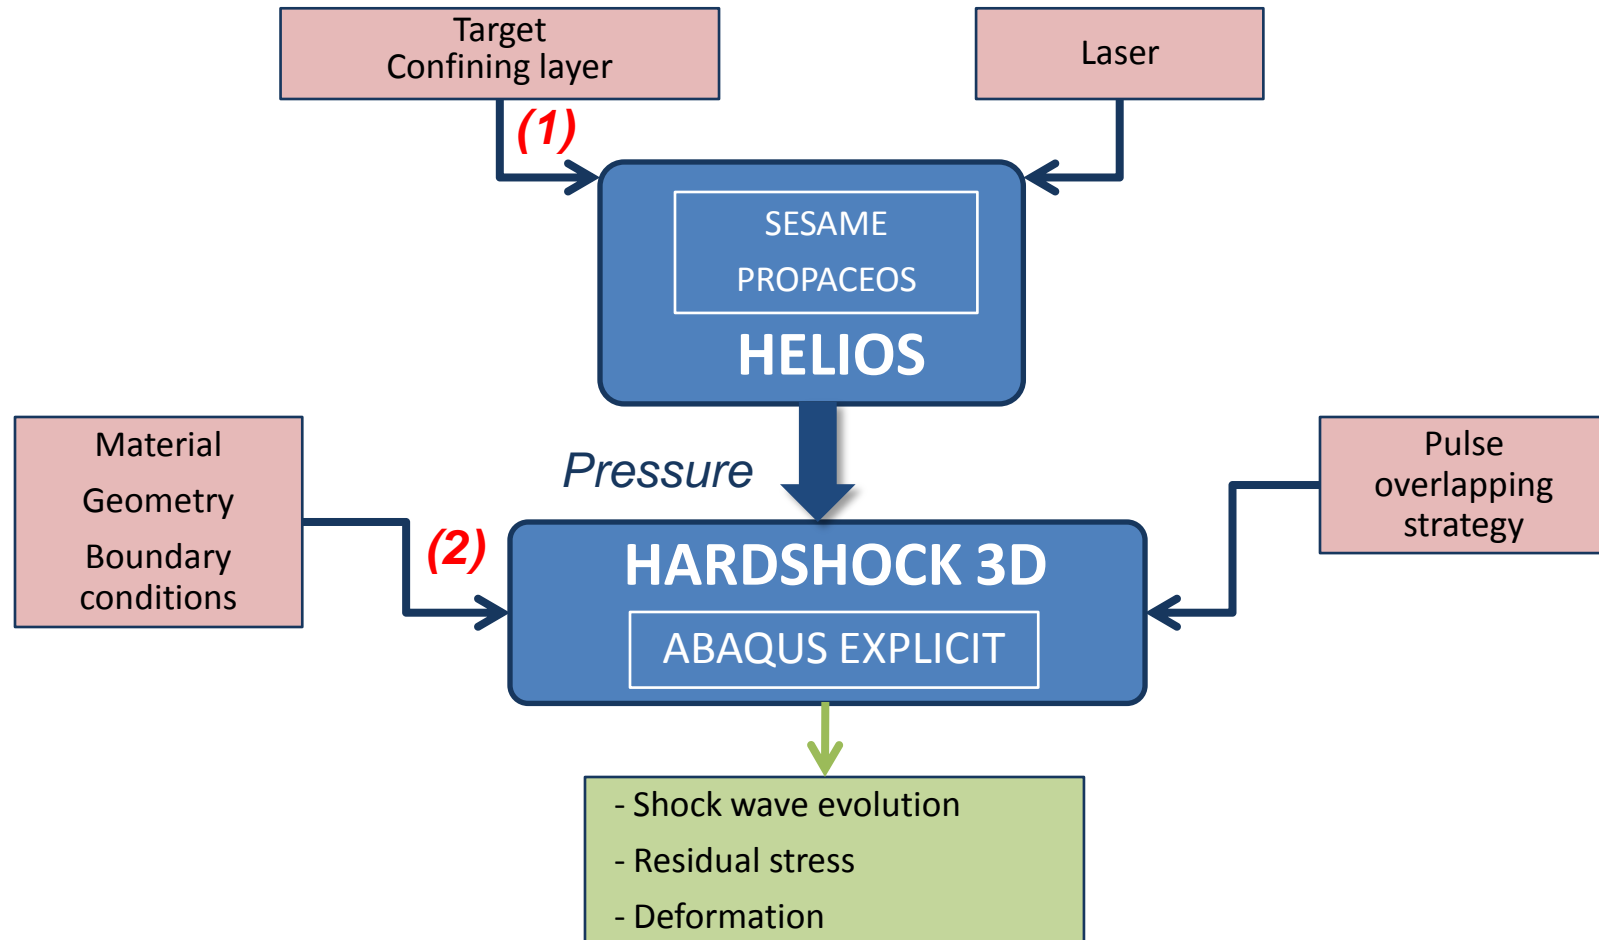 Target
Confining layer
Laser
(1)
SESAME
PROPACEOS
HELIOS
Material
Geometry
Boundary
conditions
Pressure
Pulse
overlapping
strategy
(2)
HARDSHOCK 3D
ABAQUS EXPLICIT
- Shock wave evolution
- Residual stress
- Deformation